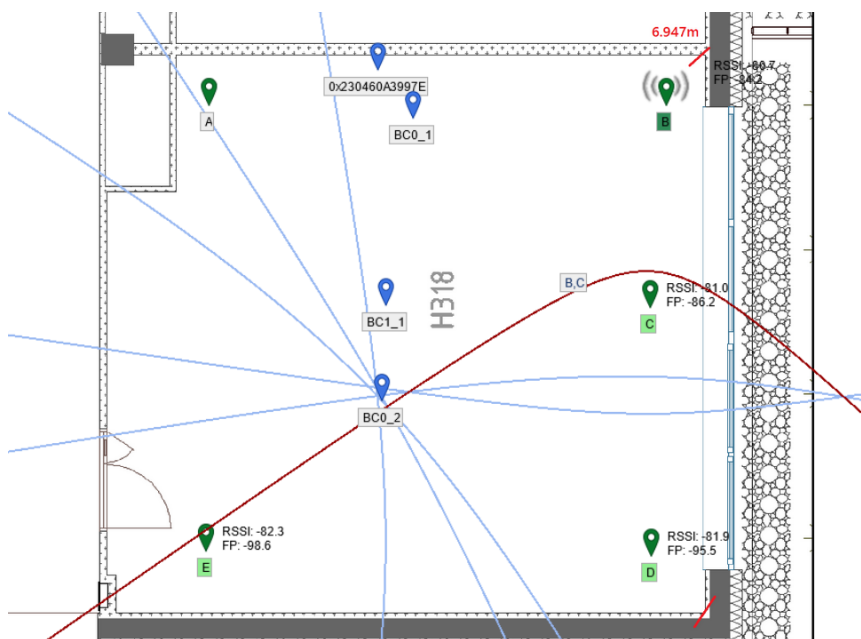 6.947m
RSSI: -80.7
FP: -84.2
0x230460A3997E
A
BC0_1
B
H318
B,C
RSSI: -81.0
FP: -86.2
BC1_1
C
BC0_2
RSSI: -82.3
FP: -98.6
E
RSSI: -81.9
FP: -95.5
D